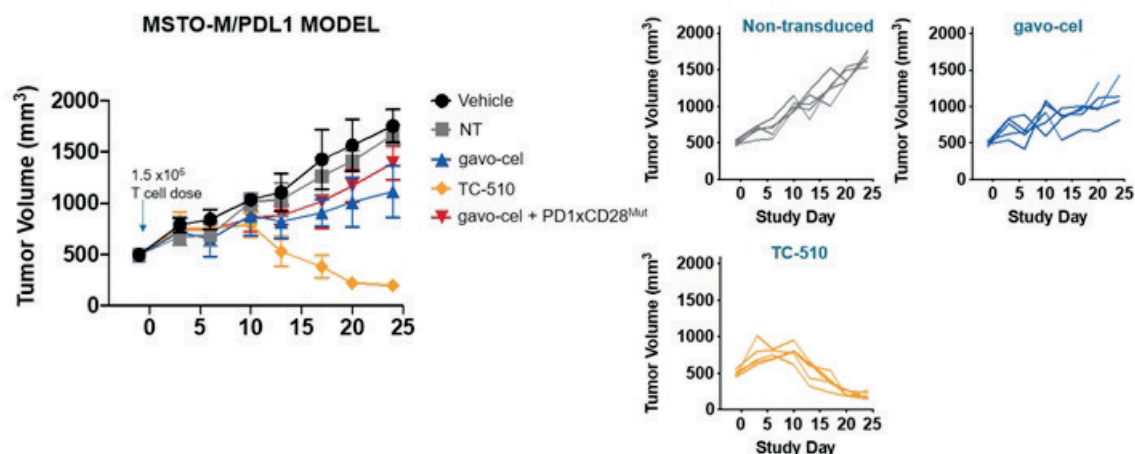 MSTO-M/PDL1 MODEL
Tumor Volume (mm³)
2000
1500
1000
500
0
1.5 x10⁶
T cell dose
0 5 10 15 20 25
Vehicle
NT
gavo-cel
TC-510
gavo-cel + PD1xCD28ᴹᵘᵗ
Non-transduced
Tumor Volume (mm³)
2000
1500
1000
500
0
0 5 10 15 20 25
Study Day
gavo-cel
Tumor Volume (mm³)
2000
1500
1000
500
0
0 5 10 15 20 25
Study Day
TC-510
Tumor Volume (mm³)
2000
1500
1000
500
0
0 5 10 15 20 25
Study Day